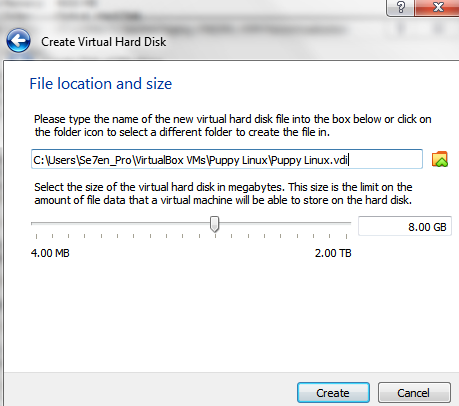 Create Virtual Hard Disk
File location and size
Please type the name of the new virtual hard disk file into the box below or click on
the folder icon to select a different folder to create the file in.
C:\Users\Se7en_Pro\VirtualBox VMs\Puppy Linux\Puppy Linux.vdi
Select the size of the virtual hard disk in megabytes. This size is the limit on the
amount of file data that a virtual machine will be able to store on the hard disk.
8.00 GB
4.00 MB 2.00 TB
Create Cancel